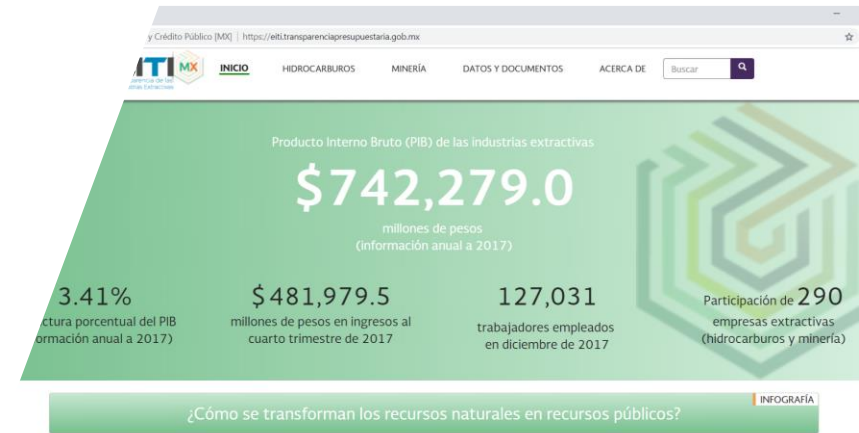 y Crédito Público [MX] | https://eiti.transparenciapresupuestaria.gob.mx
ITI MX
INICIO HIDROCARBUROS MINERÍA DATOS Y DOCUMENTOS ACERCA DE Buscar
Producto Interno Bruto (PIB) de las industrias extractivas
$742,279.0
millones de pesos
(información anual a 2017)
3.41%
ctura porcentual del PIB
ormación anual a 2017)
$481,979.5
millones de pesos en ingresos al
cuarto trimestre de 2017
127,031
trabajadores empleados
en diciembre de 2017
Participación de 290
empresas extractivas
(hidrocarburos y minería)
INFOGRAFÍA
¿Cómo se transforman los recursos naturales en recursos públicos?